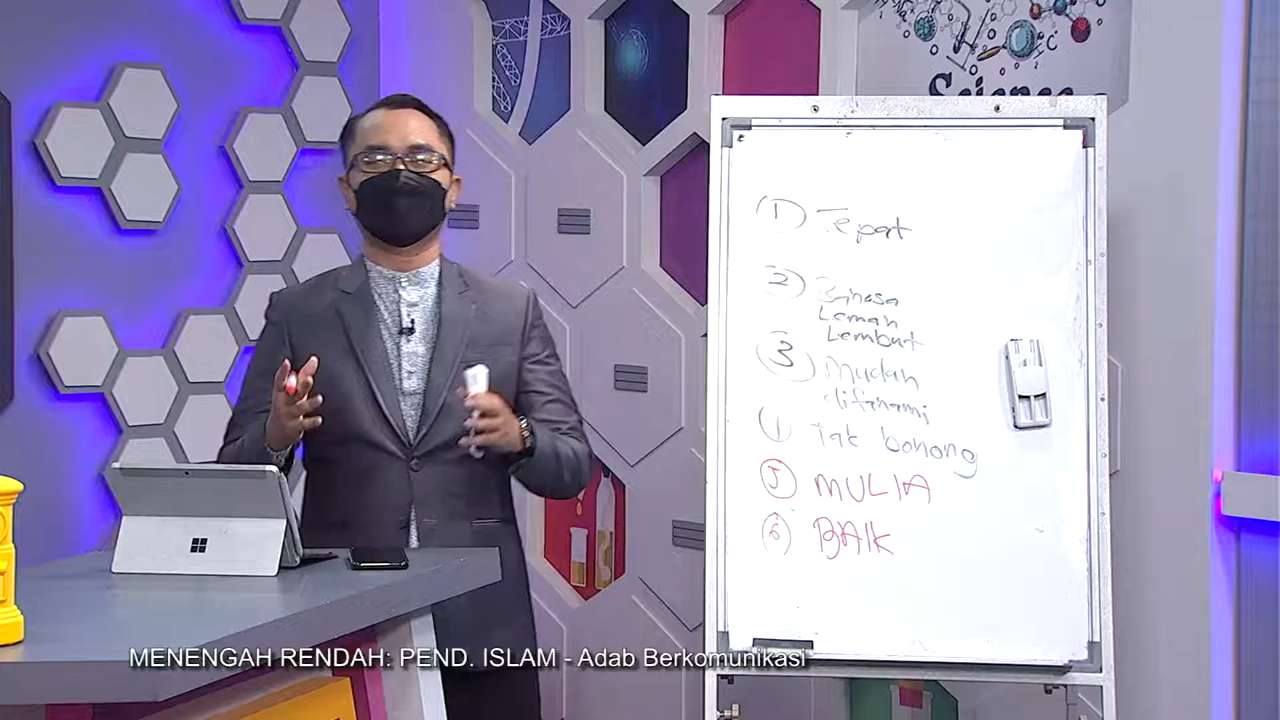 Science
(1) Tepat
(2) Bahasa
Lemah
Lembut
(3) Mudah
difahami
Tak bohong
(5) MULIA
(6) BAIK
MENENGAH RENDAH: PEND. ISLAM - Adab Berkomunikasi